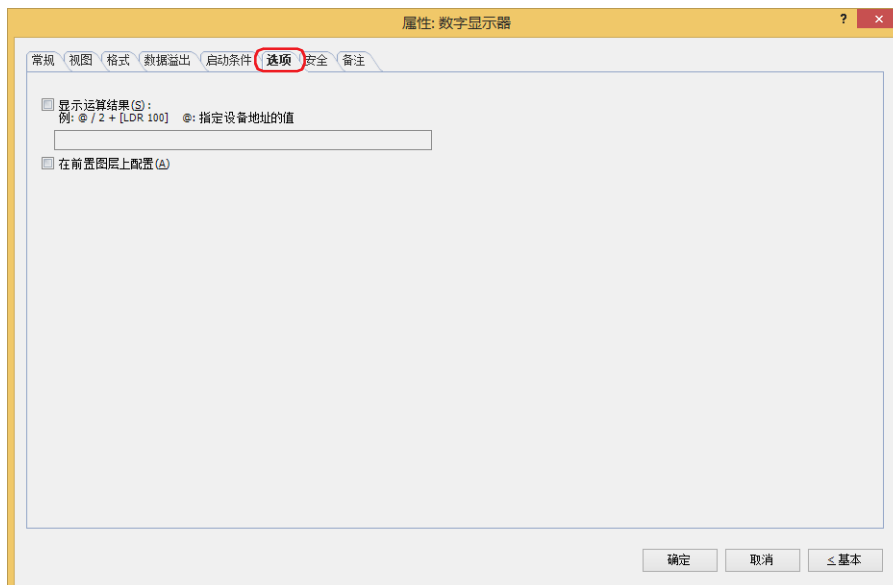 属性: 数字显示器
?
×
常规 视图 格式 数据溢出 启动条件 选项 安全 备注
显示运算结果(S):
例: @ / 2 + [LDR 100] @: 指定设备地址的值
在前置图层上配置(A)
确定 取消 ≤基本